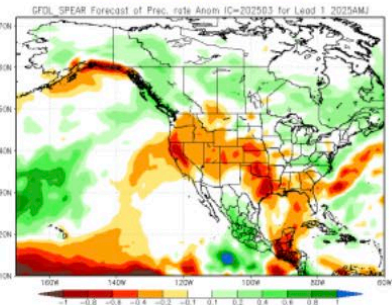 GFDL SPEAR Forecast of Prec. rate Anom IC=202503 for Lead 1 2025AMJ
70N
60N
50N
40N
30N
20N
10N
160W 140W 120W 100W 80W
-1 -0.8 -0.6 -0.4 -0.2 -0.1 0.1 0.2 0.4 0.6 0.8